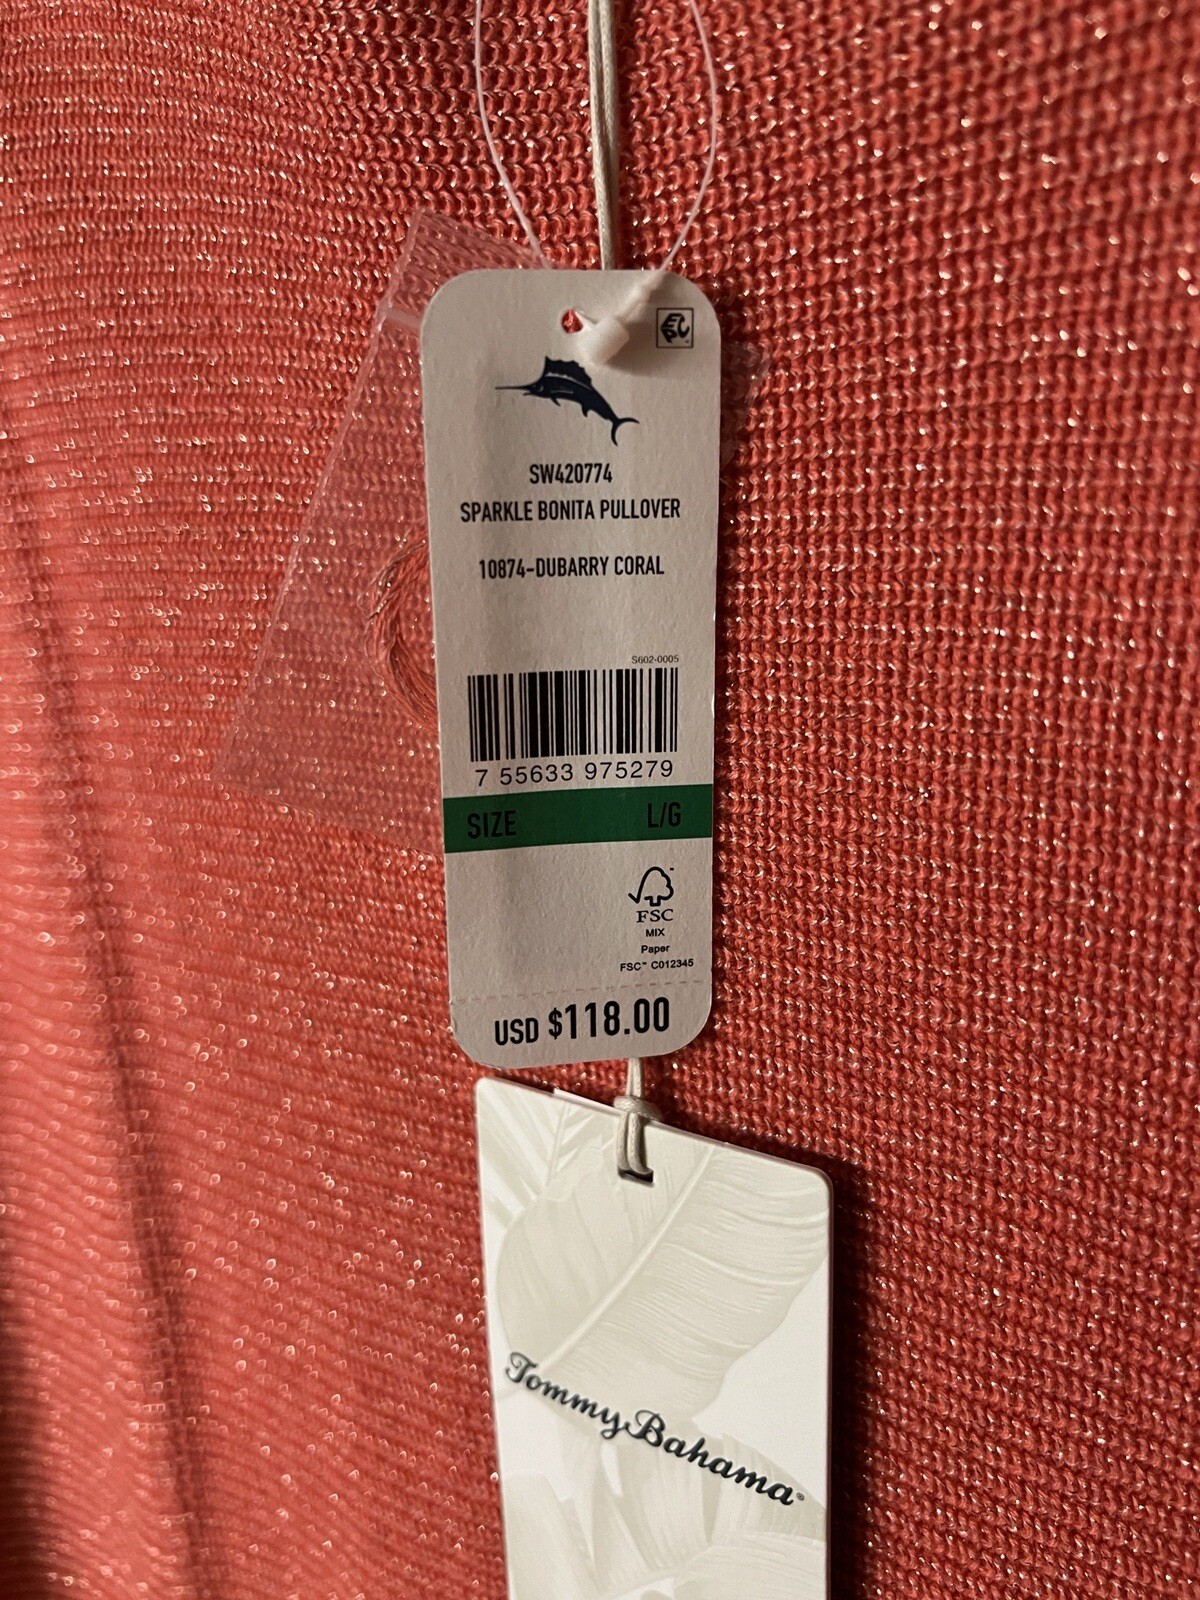 SW420774
SPARKLE BONITA PULLOVER
10874-DUBARRY CORAL
S602-0005
7 55633 975279
SIZE L/G
FSC
MIX
Paper
FSC™ C012345
USD $118.00
Tommy Bahama®